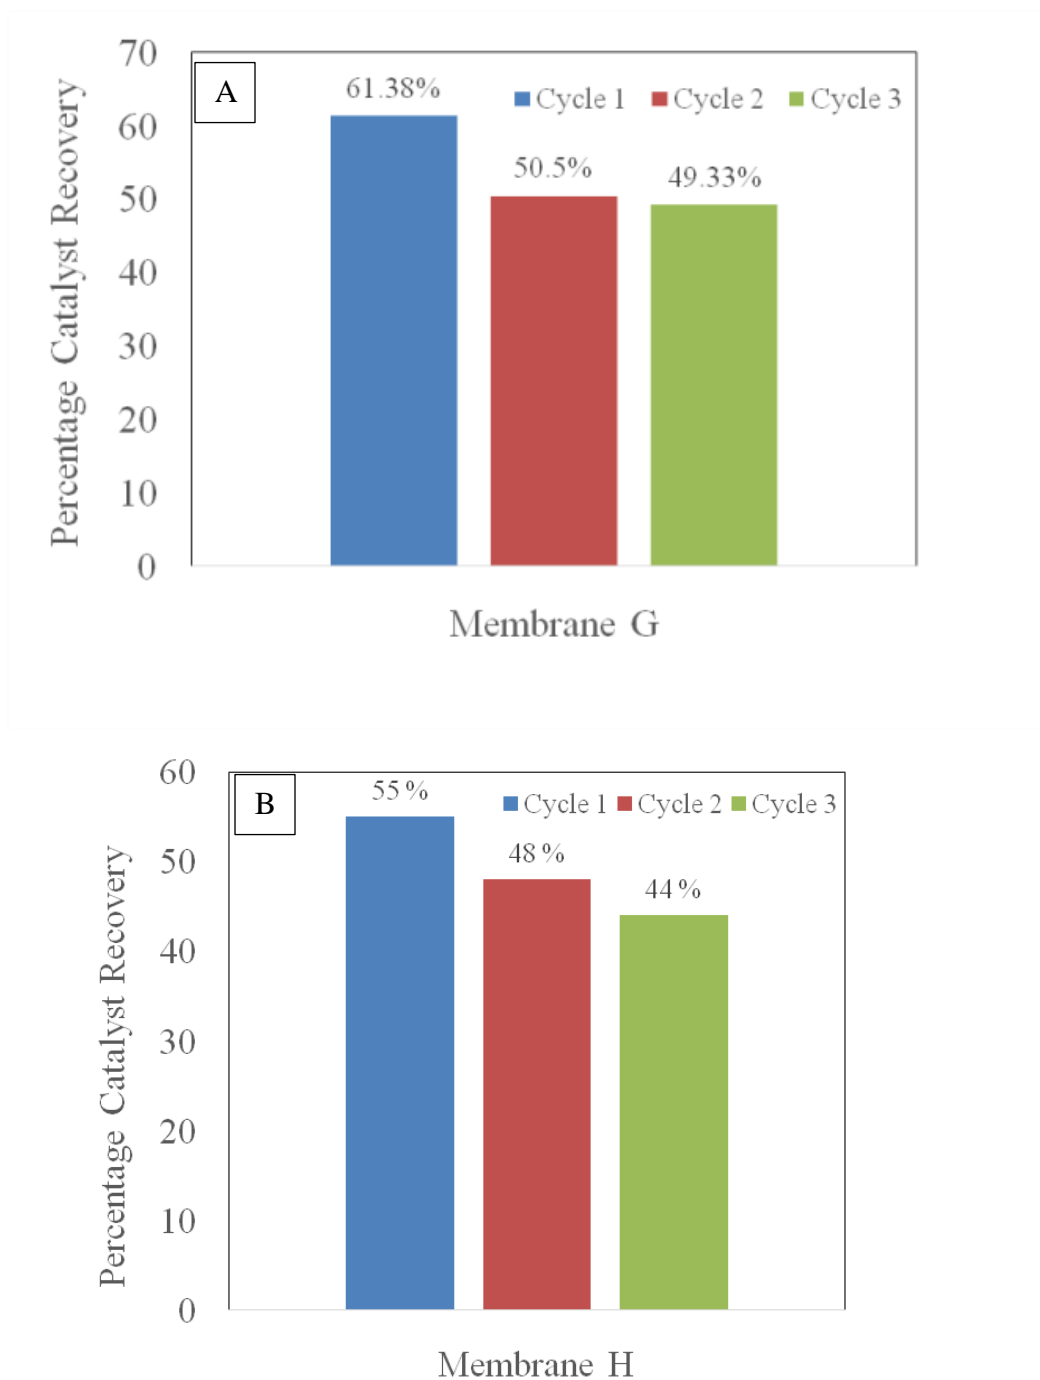 70
A
61.38%
Cycle 1 Cycle 2 Cycle 3
60
50.5%
49.33%
50
40
30
20
10
0
Percentage Catalyst Recovery
Membrane G
60
B
55 %
Cycle 1 Cycle 2 Cycle 3
50
48 %
44 %
40
30
20
10
0
Percentage Catalyst Recovery
Membrane H